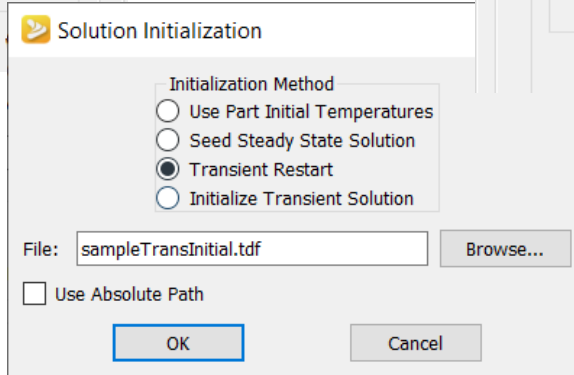 Solution Initialization
Initialization Method
Use Part Initial Temperatures
Seed Steady State Solution
Transient Restart
Initialize Transient Solution
File: sampleTransInitial.tdf Browse...
Use Absolute Path
OK Cancel